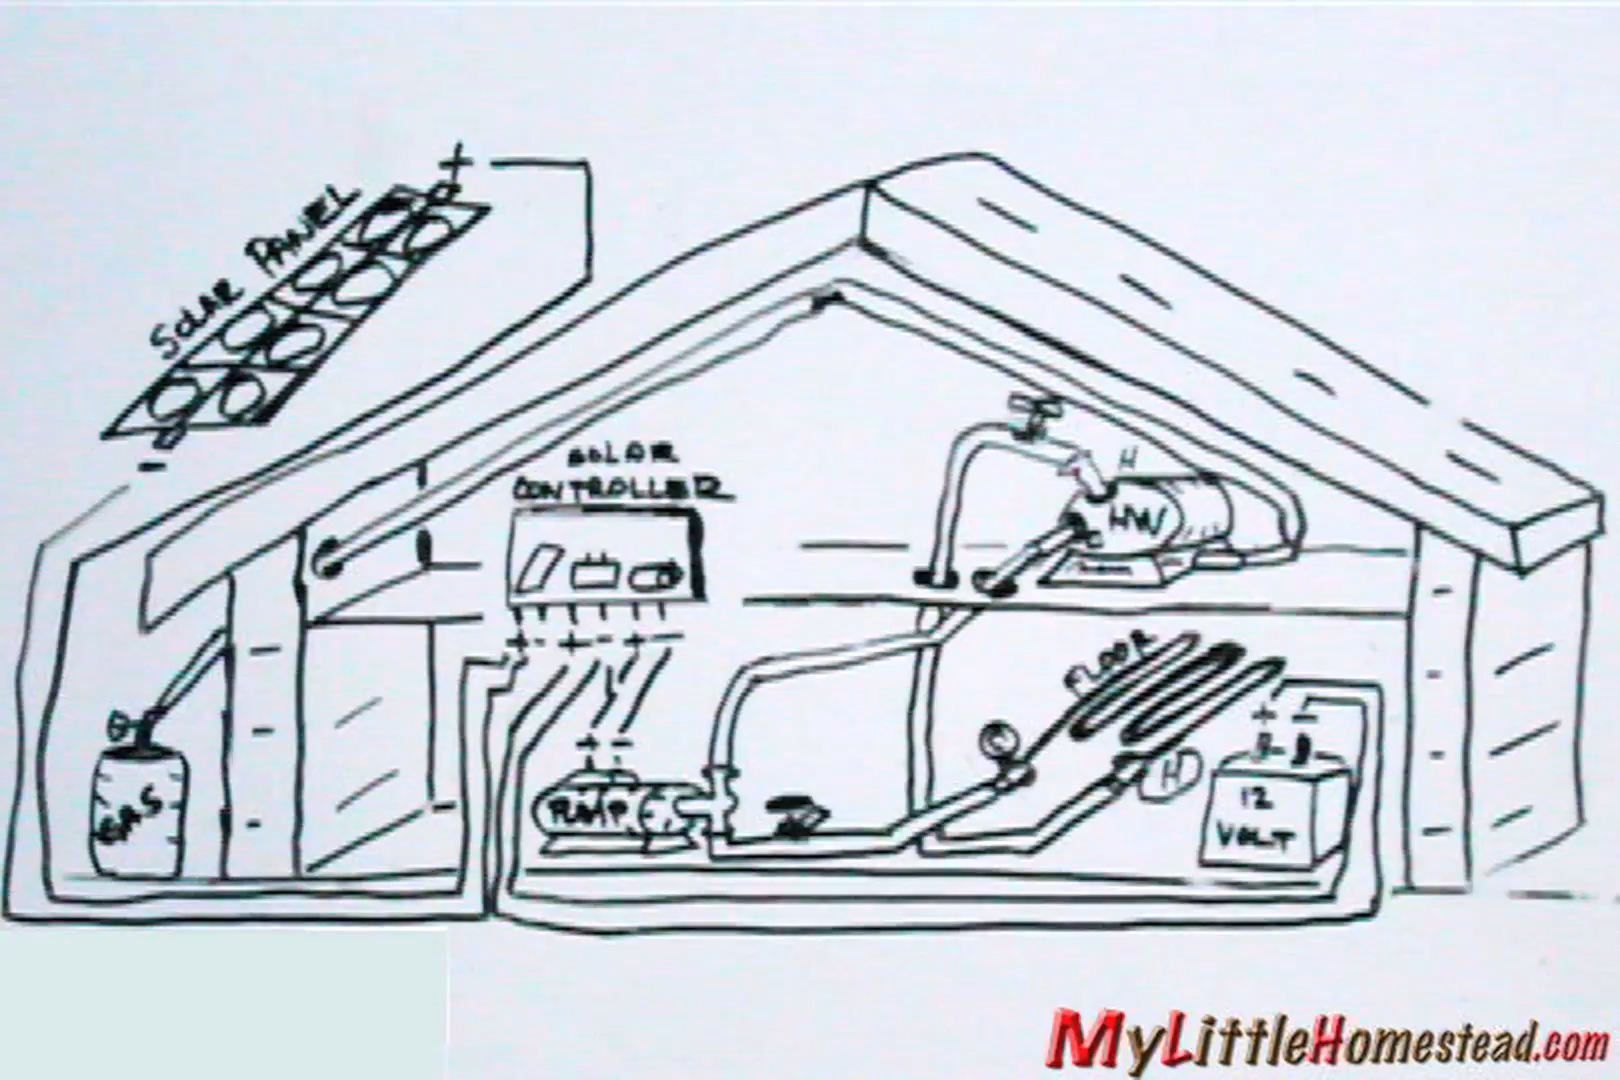 SOLAR PANEL
+
-
SOLAR
CONTROLLER
+ - + - + -
H
HW
FLOOR
GAS
+ -
PUMP
H
+ -
12
VOLT
MyLittleHomestead.com